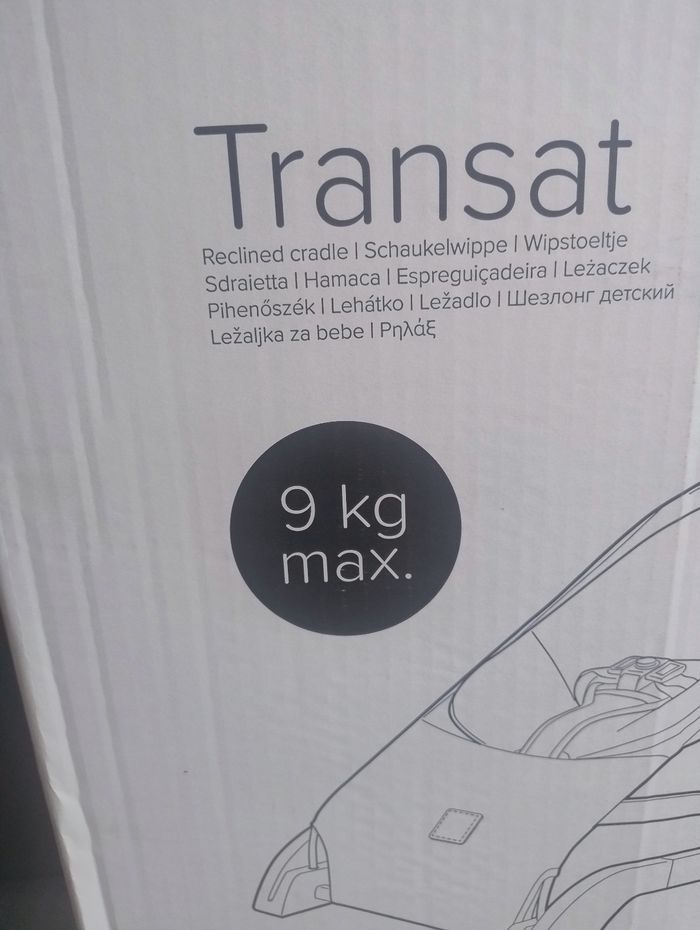 Transat
Reclined cradle | Schaukelwippe | Wipstoeltje
Sdraietta | Hamaca | Espreguiçadeira | Leżaczek
Pihenőszék | Lehátko | Ležadlo | Шезлонг детский
Ležaljka za bebe | Ρηλάξ
9 kg
max.